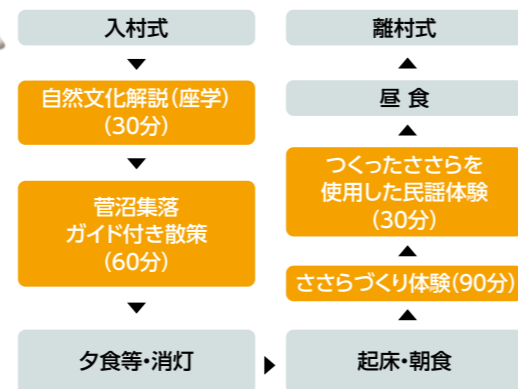 入村式
自然文化解説（座学）
（30分）
菅沼集落
ガイド付き散策
（60分）
夕食等・消灯
起床・朝食
ささらづくり体験（90分）
つくったささらを
使用した民謡体験
（30分）
昼 食
離村式